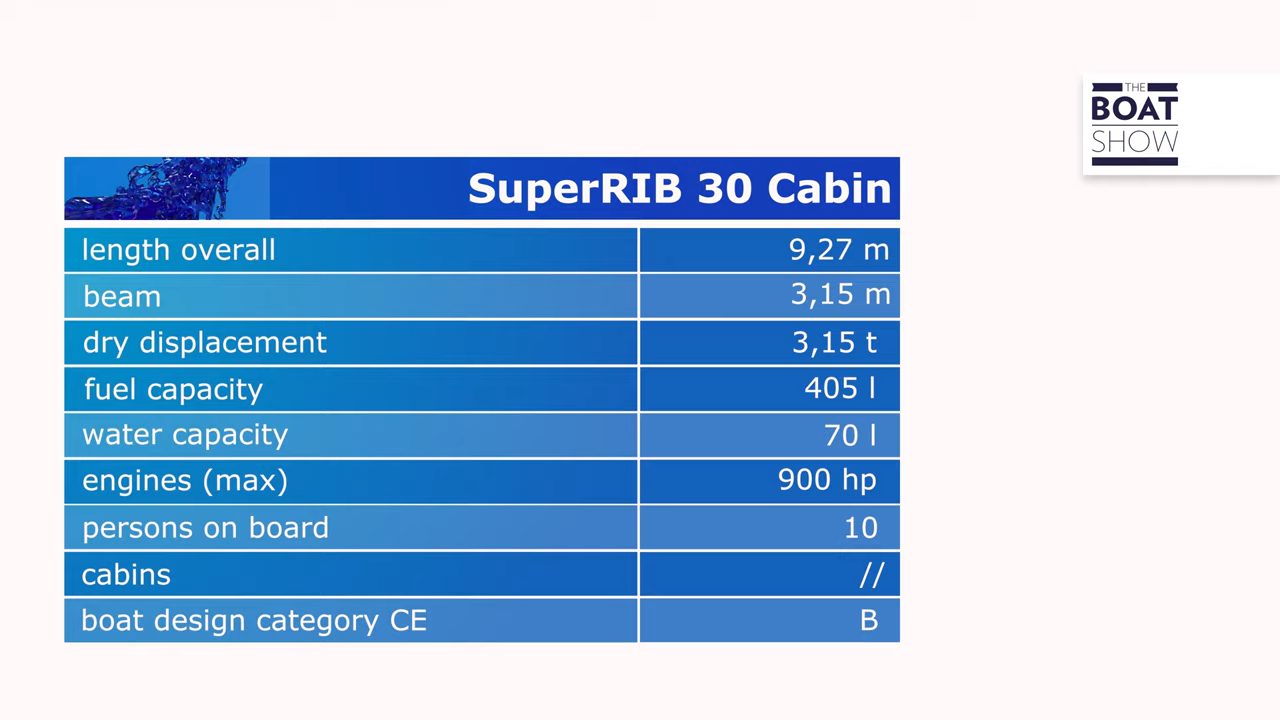 THE
BOAT
SHOW
SuperRIB 30 Cabin
length overall 9,27 m
beam 3,15 m
dry displacement 3,15 t
fuel capacity 405 l
water capacity 70 l
engines (max) 900 hp
persons on board 10
cabins //
boat design category CE B